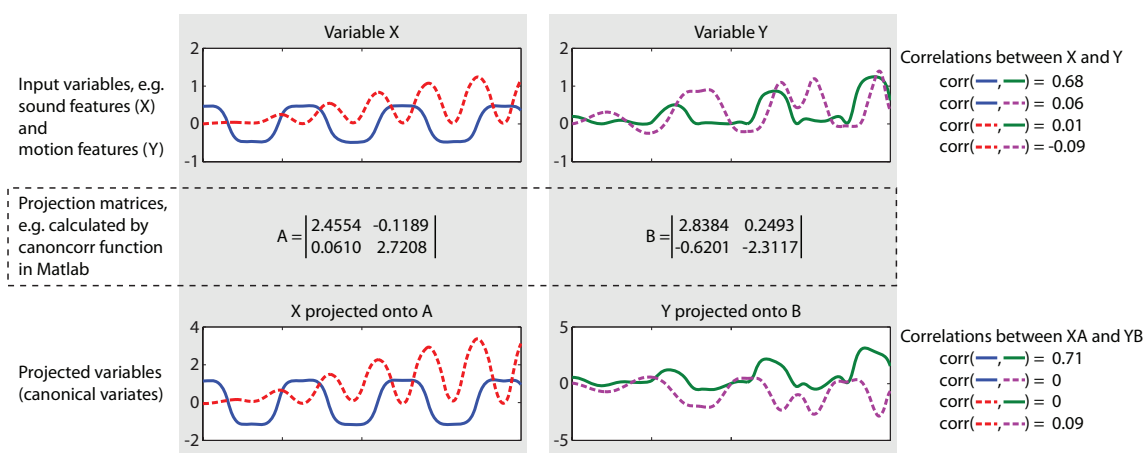 Variable X
Variable Y
2
1
0
-1
2
1
0
-1
Input variables, e.g.
sound features (X)
and
motion features (Y)
Correlations between X and Y
corr( , ) = 0.68
corr( , ) = 0.06
corr( , ) = 0.01
corr( , ) = -0.09
Projection matrices,
e.g. calculated by
canoncorr function
in Matlab
A = | 2.4554 -0.1189 |
| 0.0610 2.7208 |
B = | 2.8384 0.2493 |
| -0.6201 -2.3117 |
X projected onto A
Y projected onto B
4
2
0
-2
5
0
-5
Projected variables
(canonical variates)
Correlations between XA and YB
corr( , ) = 0.71
corr( , ) = 0
corr( , ) = 0
corr( , ) = 0.09